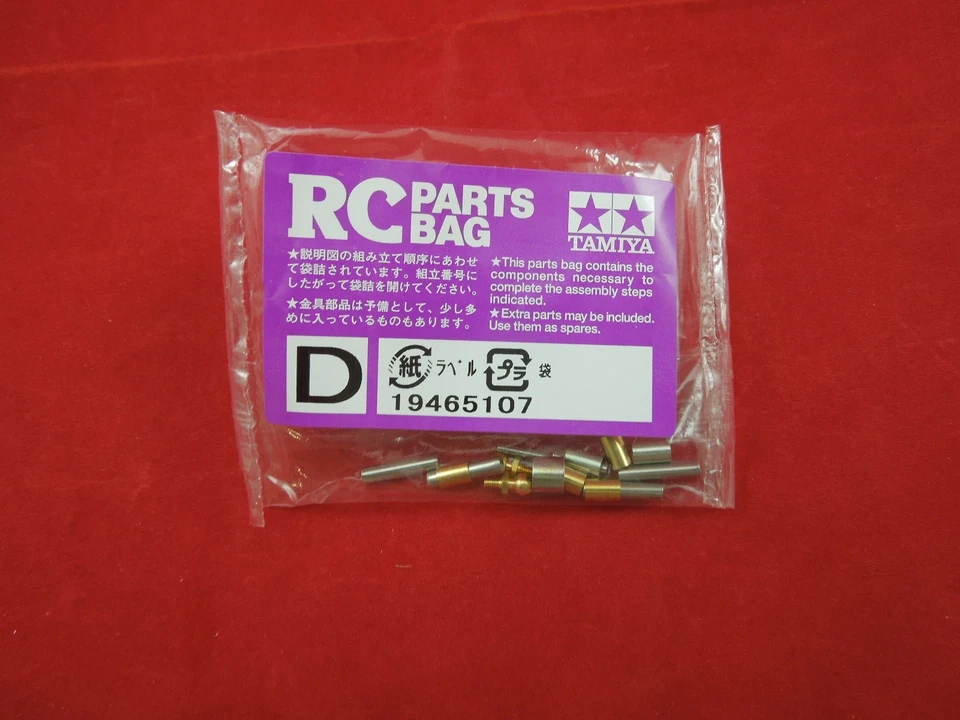 RC PARTS BAG
TAMIYA
★説明図の組み立て順序にあわせ
て袋詰されています。組立番号に
したがって袋詰を開けてください。
★金具部品は予備として、少し多
めに入っているものもあります。
★This parts bag contains the
components necessary to
complete the assembly steps
indicated.
★Extra parts may be included.
Use them as spares.
D
紙 ラベル プラ 袋
19465107